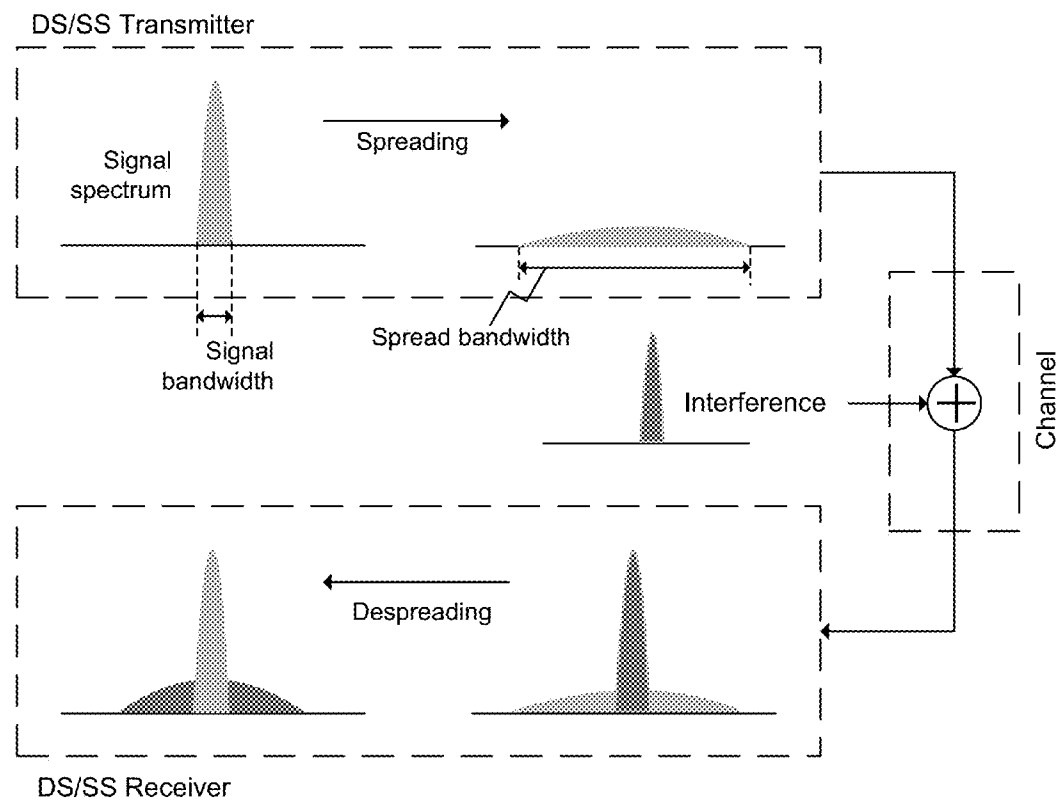 DS/SS Transmitter
Spreading
Signal
spectrum
Signal
bandwidth
Spread bandwidth
Interference
Channel
Despreading
DS/SS Receiver